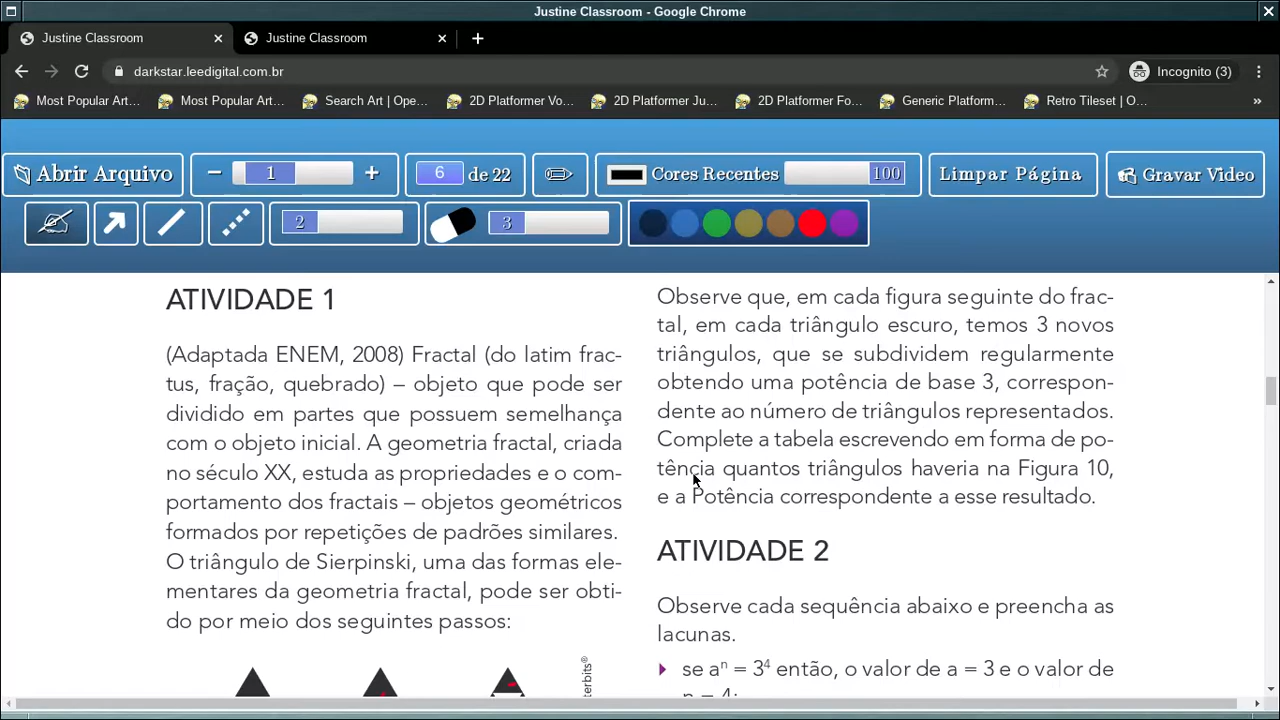 Justine Classroom - Google Chrome
Justine Classroom
Justine Classroom
darkstar.leedigital.com.br
Incognito (3)
Most Popular Art...
Most Popular Art...
Search Art | Ope...
2D Platformer Vo...
2D Platformer Ju...
2D Platformer Fo...
Generic Platform...
Retro Tileset | O...
Abrir Arquivo
1
6 de 22
Cores Recentes
100
Limpar Página
Gravar Video
2
3
ATIVIDADE 1
(Adaptada ENEM, 2008) Fractal (do latim frac-
tus, fração, quebrado) – objeto que pode ser
dividido em partes que possuem semelhança
com o objeto inicial. A geometria fractal, criada
no século XX, estuda as propriedades e o com-
portamento dos fractais – objetos geométricos
formados por repetições de padrões similares.
O triângulo de Sierpinski, uma das formas ele-
mentares da geometria fractal, pode ser obti-
do por meio dos seguintes passos:
Observe que, em cada figura seguinte do frac-
tal, em cada triângulo escuro, temos 3 novos
triângulos, que se subdividem regularmente
obtendo uma potência de base 3, correspon-
dente ao número de triângulos representados.
Complete a tabela escrevendo em forma de po-
tência quantos triângulos haveria na Figura 10,
e a Potência correspondente a esse resultado.
ATIVIDADE 2
Observe cada sequência abaixo e preencha as
lacunas.
se aⁿ = 3⁴ então, o valor de a = 3 e o valor de
n = 4;